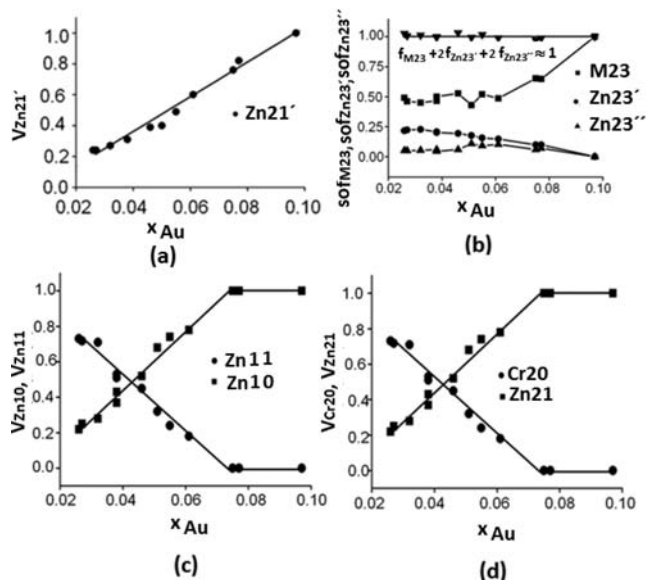 VZn21′
1.0
0.8
0.6
0.4
0.2
0.0
Zn21′
0.02 0.04 0.06 0.08 0.10
x Au
(a)
sofM23, sofZn23′, sofZn23′′
1.00
0.75
0.50
0.25
0.00
fM23 +2fZn23′ +2 fZn23′′ ≈ 1
M23
Zn23′
Zn23′′
0.02 0.04 0.06 0.08 0.10
x Au
(b)
VZn10, VZn11
1.0
0.8
0.6
0.4
0.2
0.0
Zn11
Zn10
0.02 0.04 0.06 0.08 0.10
x Au
(c)
VCr20, VZn21
1.0
0.8
0.6
0.4
0.2
0.0
Cr20
Zn21
0.02 0.04 0.06 0.08 0.10
x Au
(d)